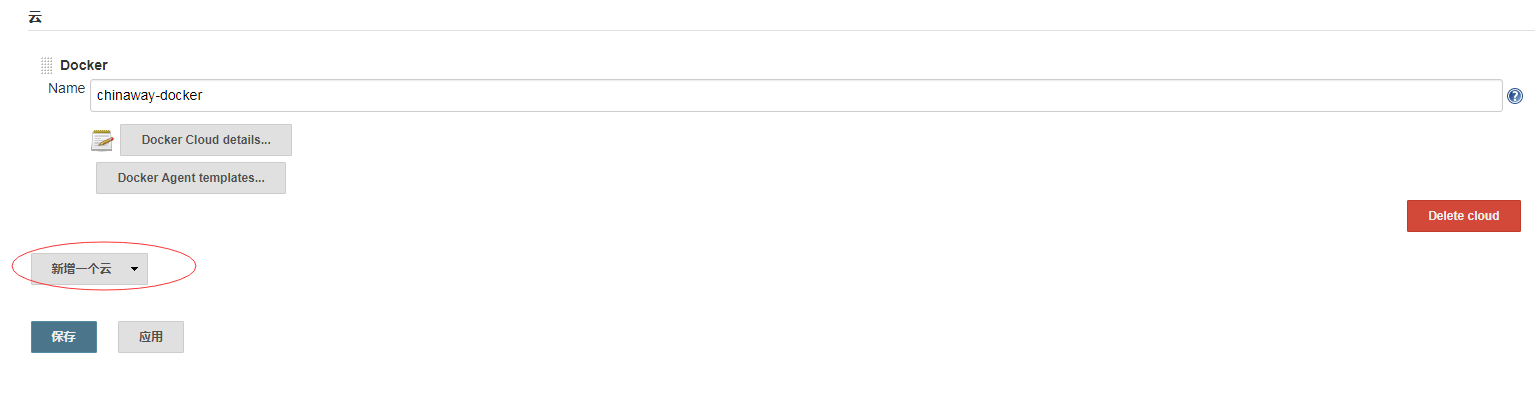 云
Docker
Name chinaway-docker
Docker Cloud details...
Docker Agent templates...
Delete cloud
新增一个云
保存 应用